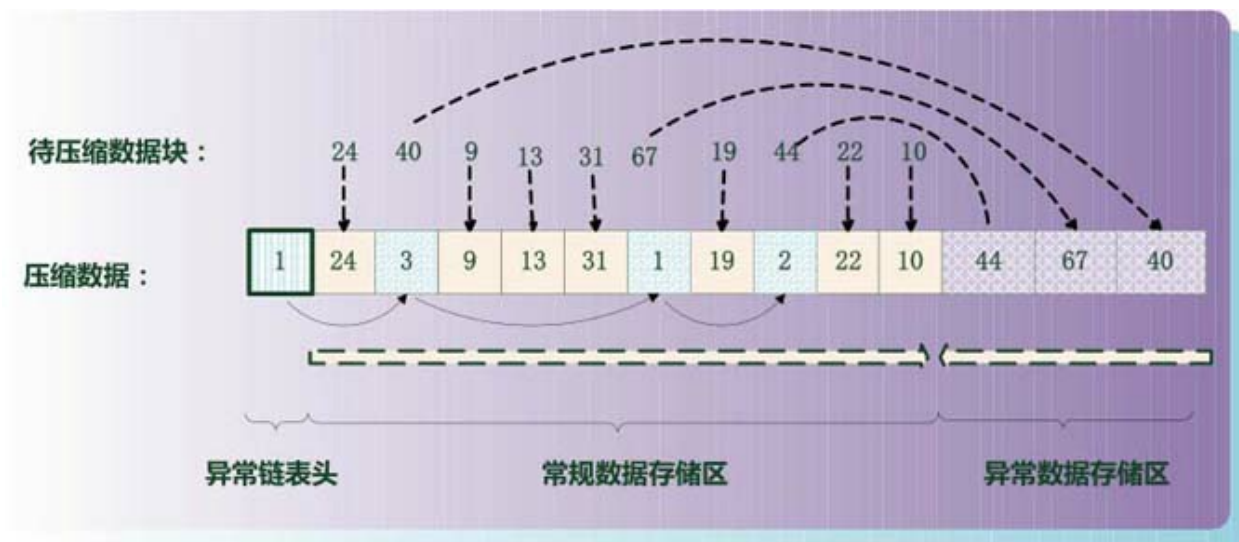 待压缩数据块：
24 40 9 13 31 67 19 44 22 10
压缩数据：
1 24 3 9 13 31 1 19 2 22 10 44 67 40
异常链表头 常规数据存储区 异常数据存储区